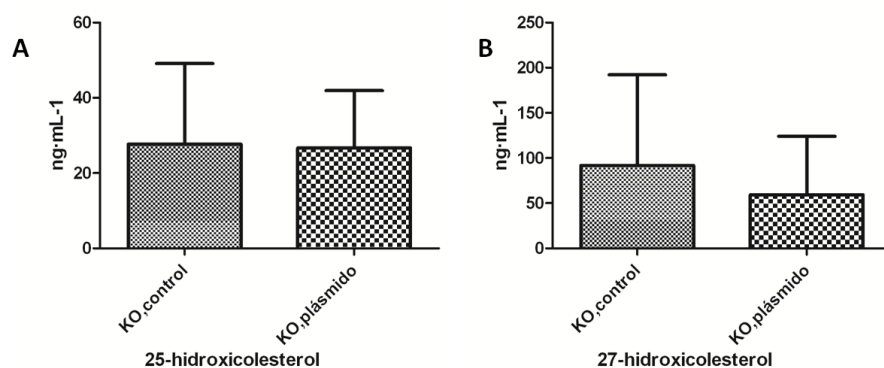 A
ng·mL-1
60
40
20
0
KO,control
KO,plásmido
25-hidroxicolesterol
B
ng·mL-1
250
200
150
100
50
0
KO,control
KO,plásmido
27-hidroxicolesterol